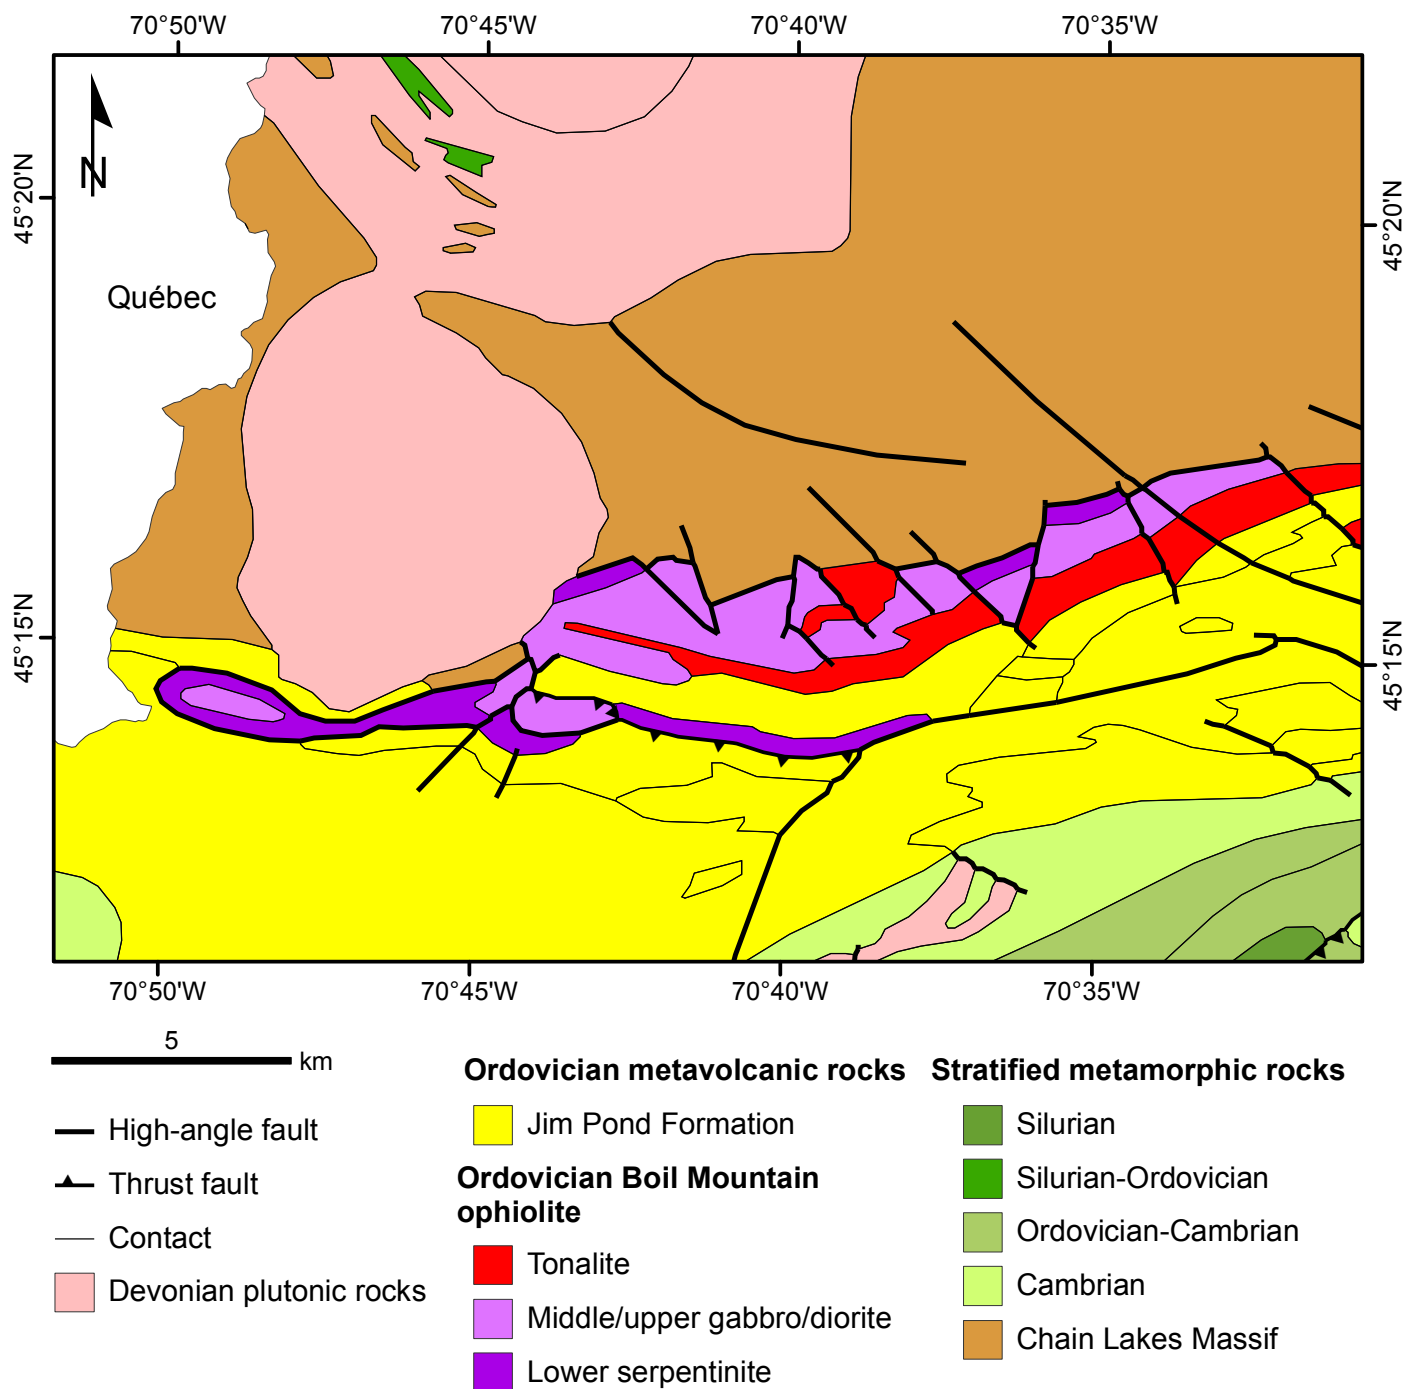 70°50'W 70°45'W 70°40'W 70°35'W
N
45°20'N
45°20'N
Québec
45°15'N
45°15'N
70°50'W 70°45'W 70°40'W 70°35'W
5
km
High-angle fault
Thrust fault
Contact
Devonian plutonic rocks
Ordovician metavolcanic rocks
Jim Pond Formation
Ordovician Boil Mountain
ophiolite
Tonalite
Middle/upper gabbro/diorite
Lower serpentinite
Stratified metamorphic rocks
Silurian
Silurian-Ordovician
Ordovician-Cambrian
Cambrian
Chain Lakes Massif